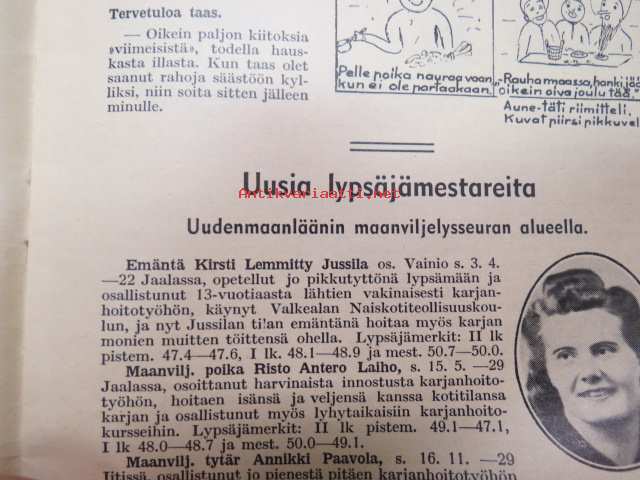 Tervetuloa taas.
— Oikein paljon kiitoksia
»viimeisistä», todella haus-
kasta illasta. Kun taas olet
saanut rahoja säästöön kyl-
liksi, niin soita sitten jälleen
minulle.
Pelle poika nauraa vaan,
kun ei ole partaakaan.
"Rauha maassa, hanki jää
oikein oiva joulu tää."
Aune-täti riimitteli.
Kuvat piirsi pikkuvel
Uusia lypsäjämestareita
Antikvariaatti.net
Uudenmaanläänin maanviljelysseuran alueella.
Emäntä Kirsti Lemmitty Jussila os. Vainio s. 3. 4.
—22 Jaalassa, opetellut jo pikkutyttönä lypsämään ja
osallistunut 13-vuotiaasta lähtien vakinaisesti karjan-
hoitotyöhön, käynyt Valkealan Naiskotiteollisuuskou-
lun, ja nyt Jussilan ti!an emäntänä hoitaa myös karjan
monien muitten töittensä ohella. Lypsäjämerkit: II lk
pistem. 47.4—47.6, I lk. 48.1—48.9 ja mest. 50.7—50.0.
Maanvilj. poika Risto Antero Laiho, s. 15. 5. —29
Jaalassa, osoittanut harvinaista innostusta karjanhoito-
työhön, hoitaen isänsä ja veljensä kanssa kotitilansa
karjan ja osallistunut myös lyhytaikaisiin karjanhoito-
kursseihin. Lypsäjämerkit: II lk pistem. 49.1—47.1,
I lk 48.0—48.7 ja mest. 50.0—49.1.
Maanvilj. tytär Annikki Paavola, s. 16. 11. —29
Iitissä, osallistunut jo pienestä pitäen karjanhoitotyöhön